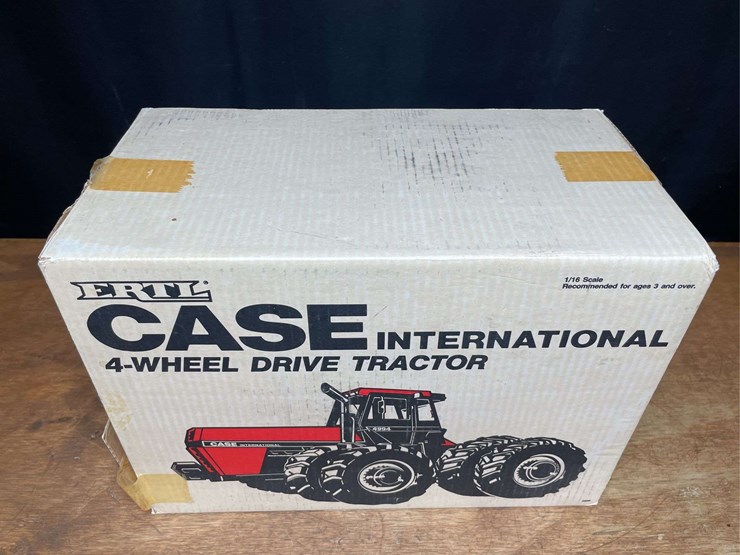 ERTL®
1/16 Scale
Recommended for ages 3 and over.
CASE INTERNATIONAL
4-WHEEL DRIVE TRACTOR
4994
CASE INTERNATIONAL